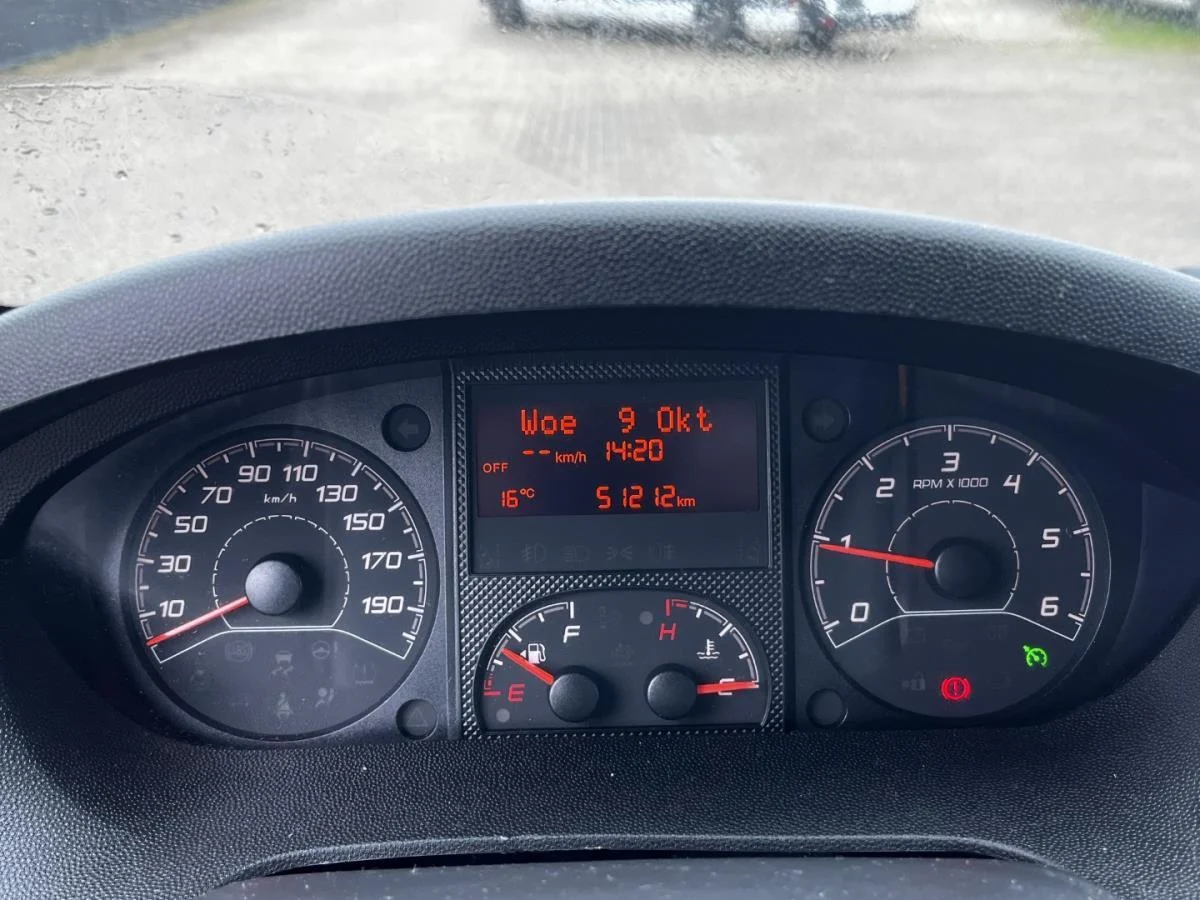 Woe 9 Okt
-- km/h 14:20
OFF
16°C 51212 km
90 110
70 km/h 130
50 150
30 170
10 190
3
2 RPM X 1000 4
1 5
0 6
F H
E C